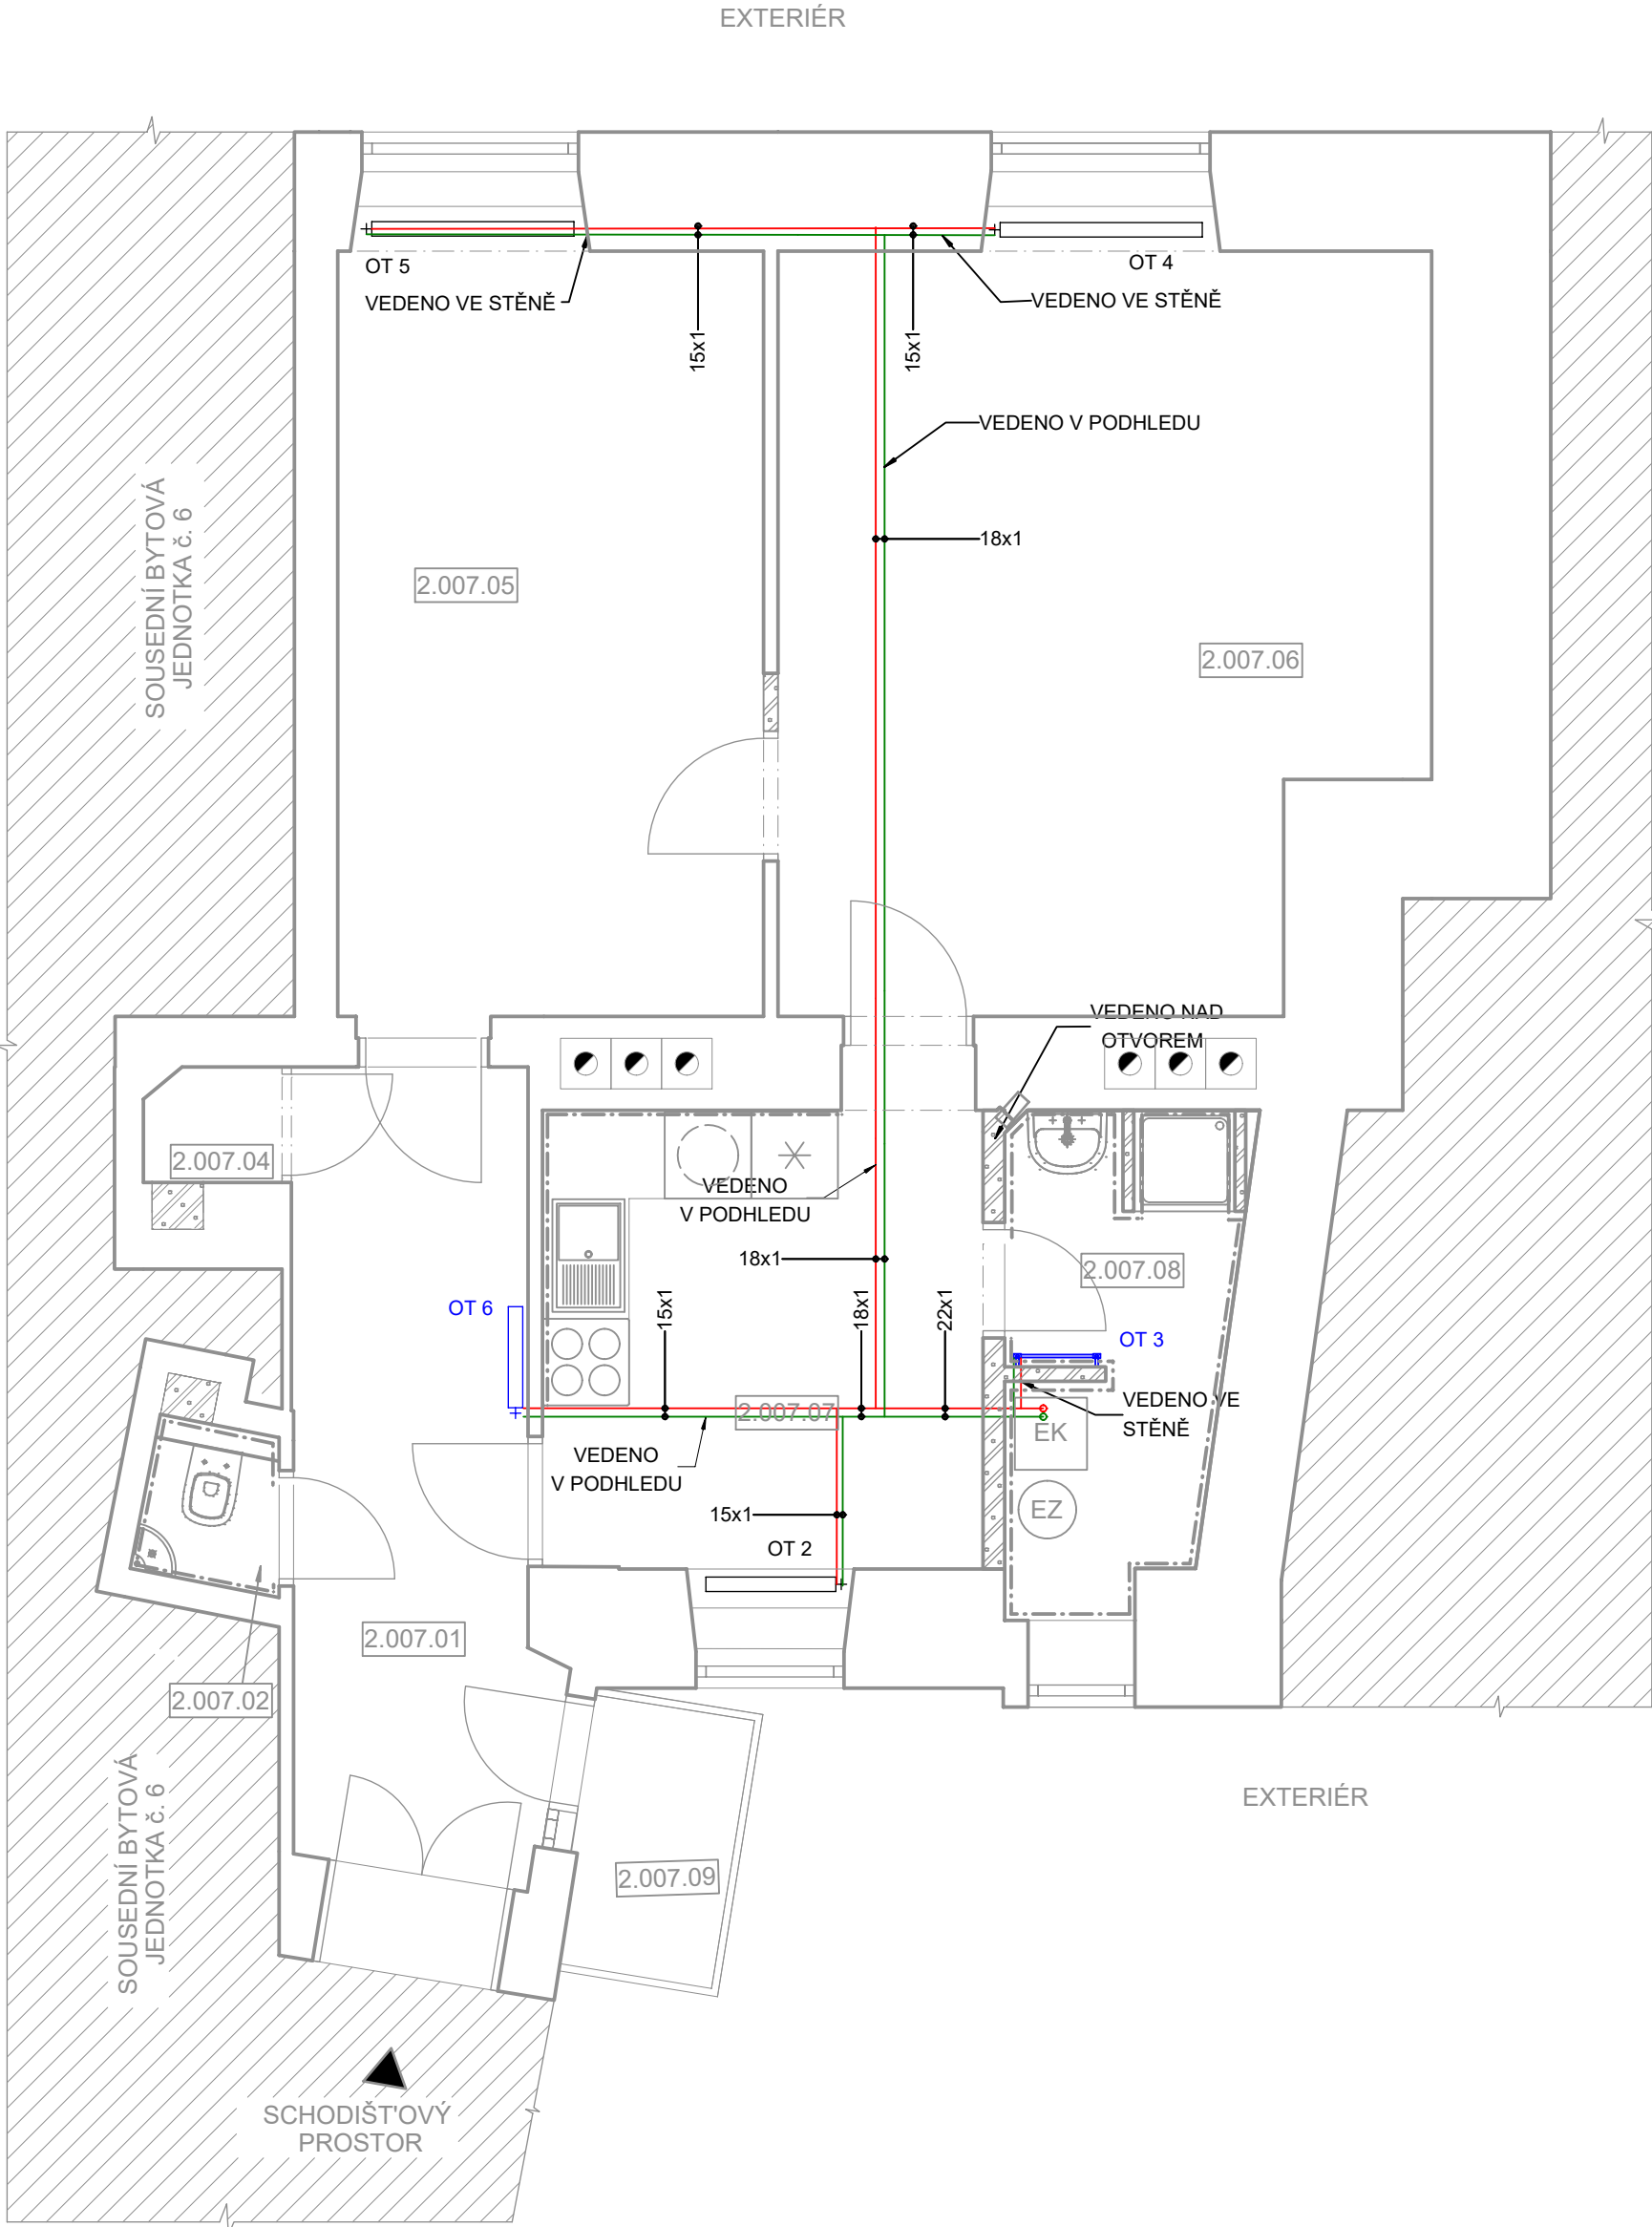 EXTERIÉR
OT 5
VEDENO VE STĚNĚ
15x1
15x1
OT 4
VEDENO VE STĚNĚ
VEDENO V PODHLEDU
18x1
SOUSEDNÍ BYTOVÁ
JEDNOTKA č. 6
2.007.05
2.007.06
VEDENO NAD
OTVOREM
2.007.04
VEDENO
V PODHLEDU
18x1
2.007.08
OT 6
15x1
18x1
22x1
OT 3
2.007.07
VEDENO VE
STĚNĚ
EK
VEDENO
V PODHLEDU
15x1
EZ
OT 2
2.007.01
2.007.02
SOUSEDNÍ BYTOVÁ
JEDNOTKA č. 6
EXTERIÉR
2.007.09
SCHODIŠŤOVÝ
PROSTOR